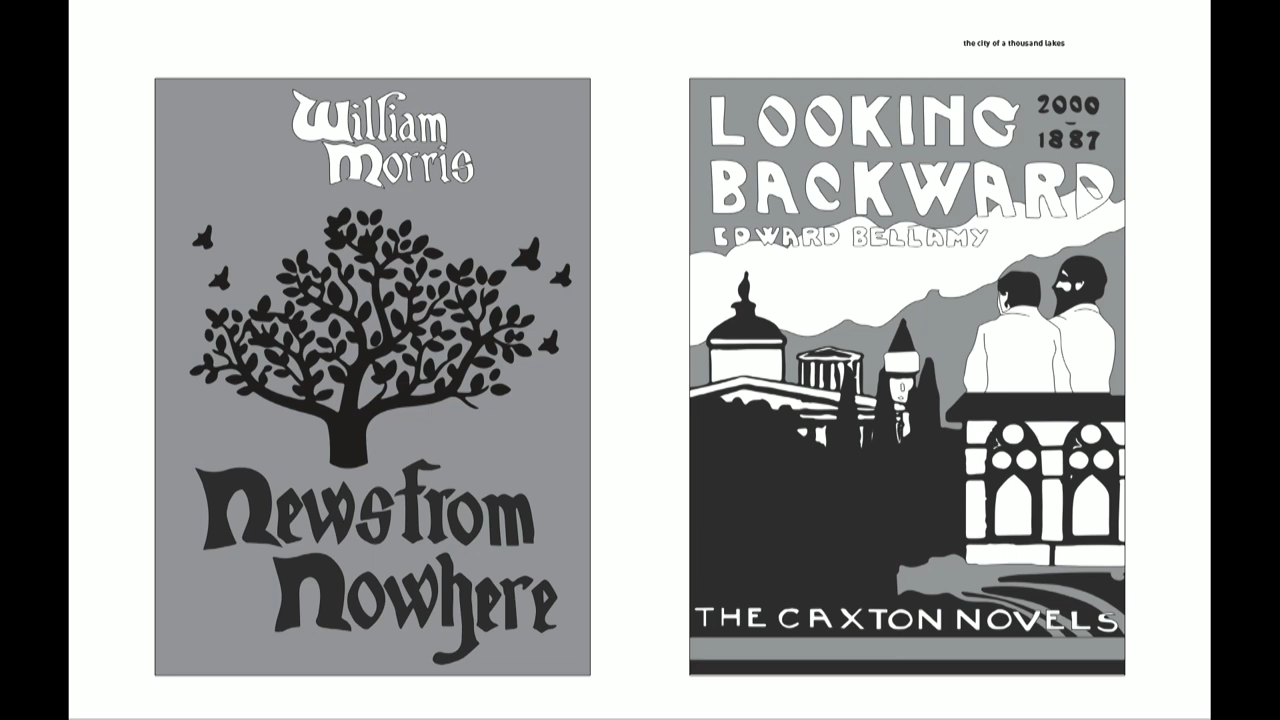 the city of a thousand lakes
William
Morris
News from
Nowhere
LOOKING
BACKWARD
2000
-
1887
EDWARD BELLAMY
THE CAXTON NOVELS